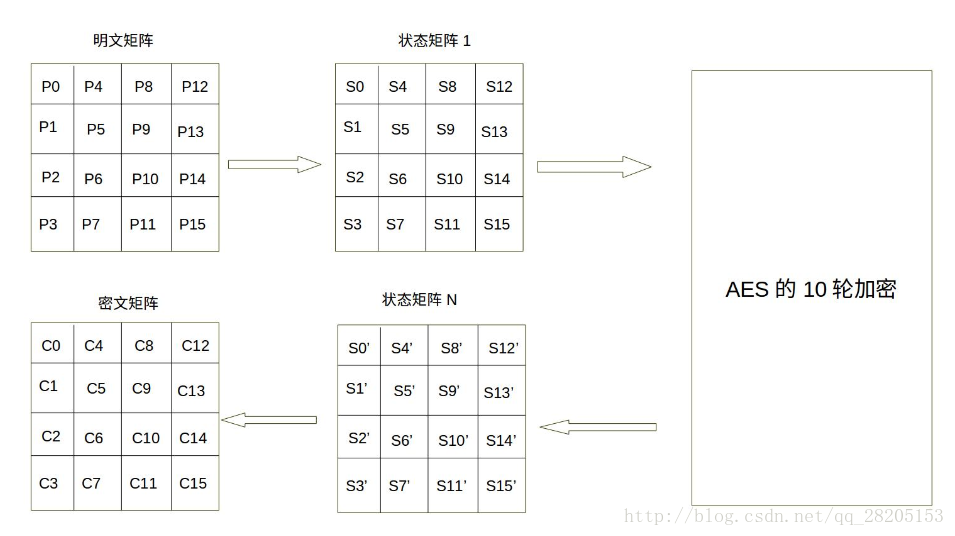 明文矩阵
P0 P4 P8 P12
P1 P5 P9 P13
P2 P6 P10 P14
P3 P7 P11 P15
状态矩阵 1
S0 S4 S8 S12
S1 S5 S9 S13
S2 S6 S10 S14
S3 S7 S11 S15
AES 的 10 轮加密
密文矩阵
C0 C4 C8 C12
C1 C5 C9 C13
C2 C6 C10 C14
C3 C7 C11 C15
状态矩阵 N
S0’ S4’ S8’ S12’
S1’ S5’ S9’ S13’
S2’ S6’ S10’ S14’
S3’ S7’ S11’ S15’
http://blog.csdn.net/qq_28205153